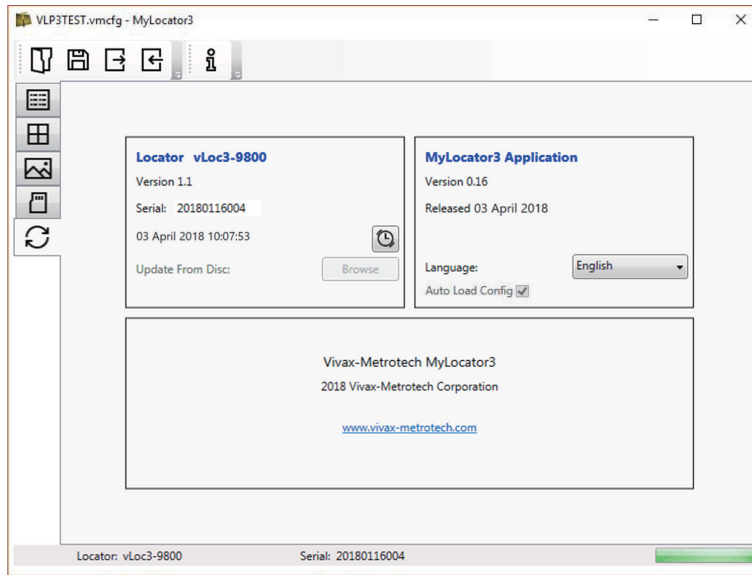 VLP3TEST.vmcfg - MyLocator3
Locator vLoc3-9800
Version 1.1
Serial: 20180116004
03 April 2018 10:07:53
Update From Disc: Browse
MyLocator3 Application
Version 0.16
Released 03 April 2018
Language: English
Auto Load Config
Vivax-Metrotech MyLocator3
2018 Vivax-Metrotech Corporation
www.vivax-metrotech.com
Locator: vLoc3-9800 Serial: 20180116004